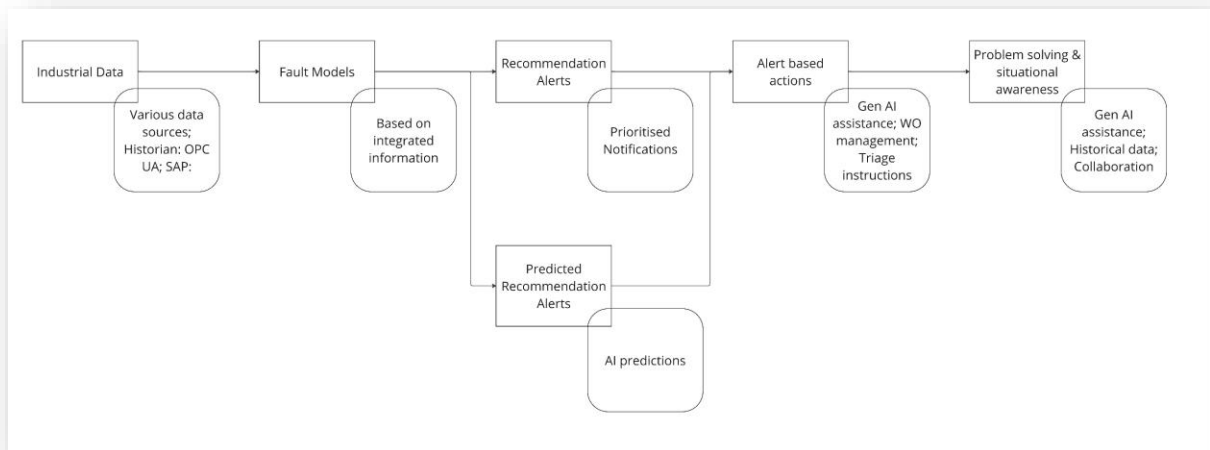 Industrial Data
Fault Models
Recommendation
Alerts
Alert based
actions
Problem solving &
situational
awareness
Various data
sources;
Historian: OPC
UA; SAP:
Based on
integrated
information
Prioritised
Notifications
Gen AI
assistance; WO
management;
Triage
instructions
Gen AI
assistance;
Historical data;
Collaboration
Predicted
Recommendation
Alerts
AI predictions